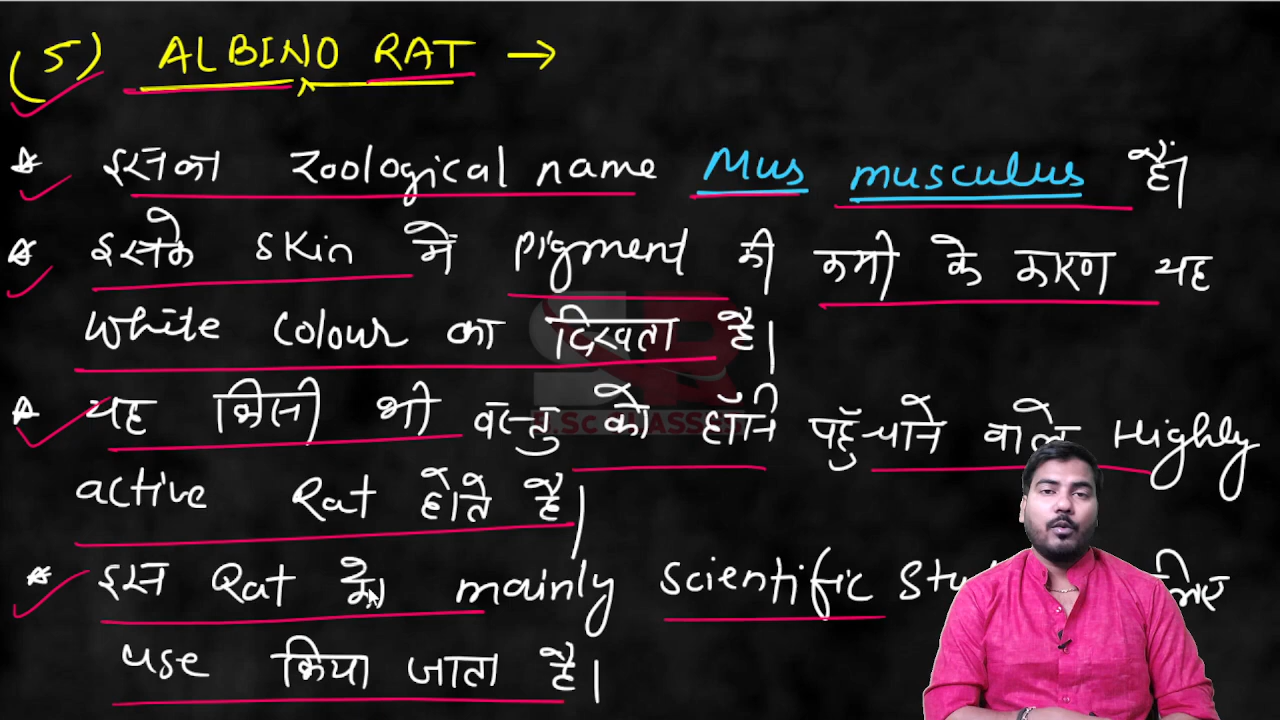 (5) ALBINO RAT →
☆ इसका zoological name Mus musculus है।
☆ इसके skin में pigment की कमी के कारण यह
white colour का दिखता है।
☆ यह किसी भी वस्तु को हाँनि पहुँचाने वाले Highly
active Rat होते है।
☆ इस Rat को mainly scientific लिए
use किया जाता है।